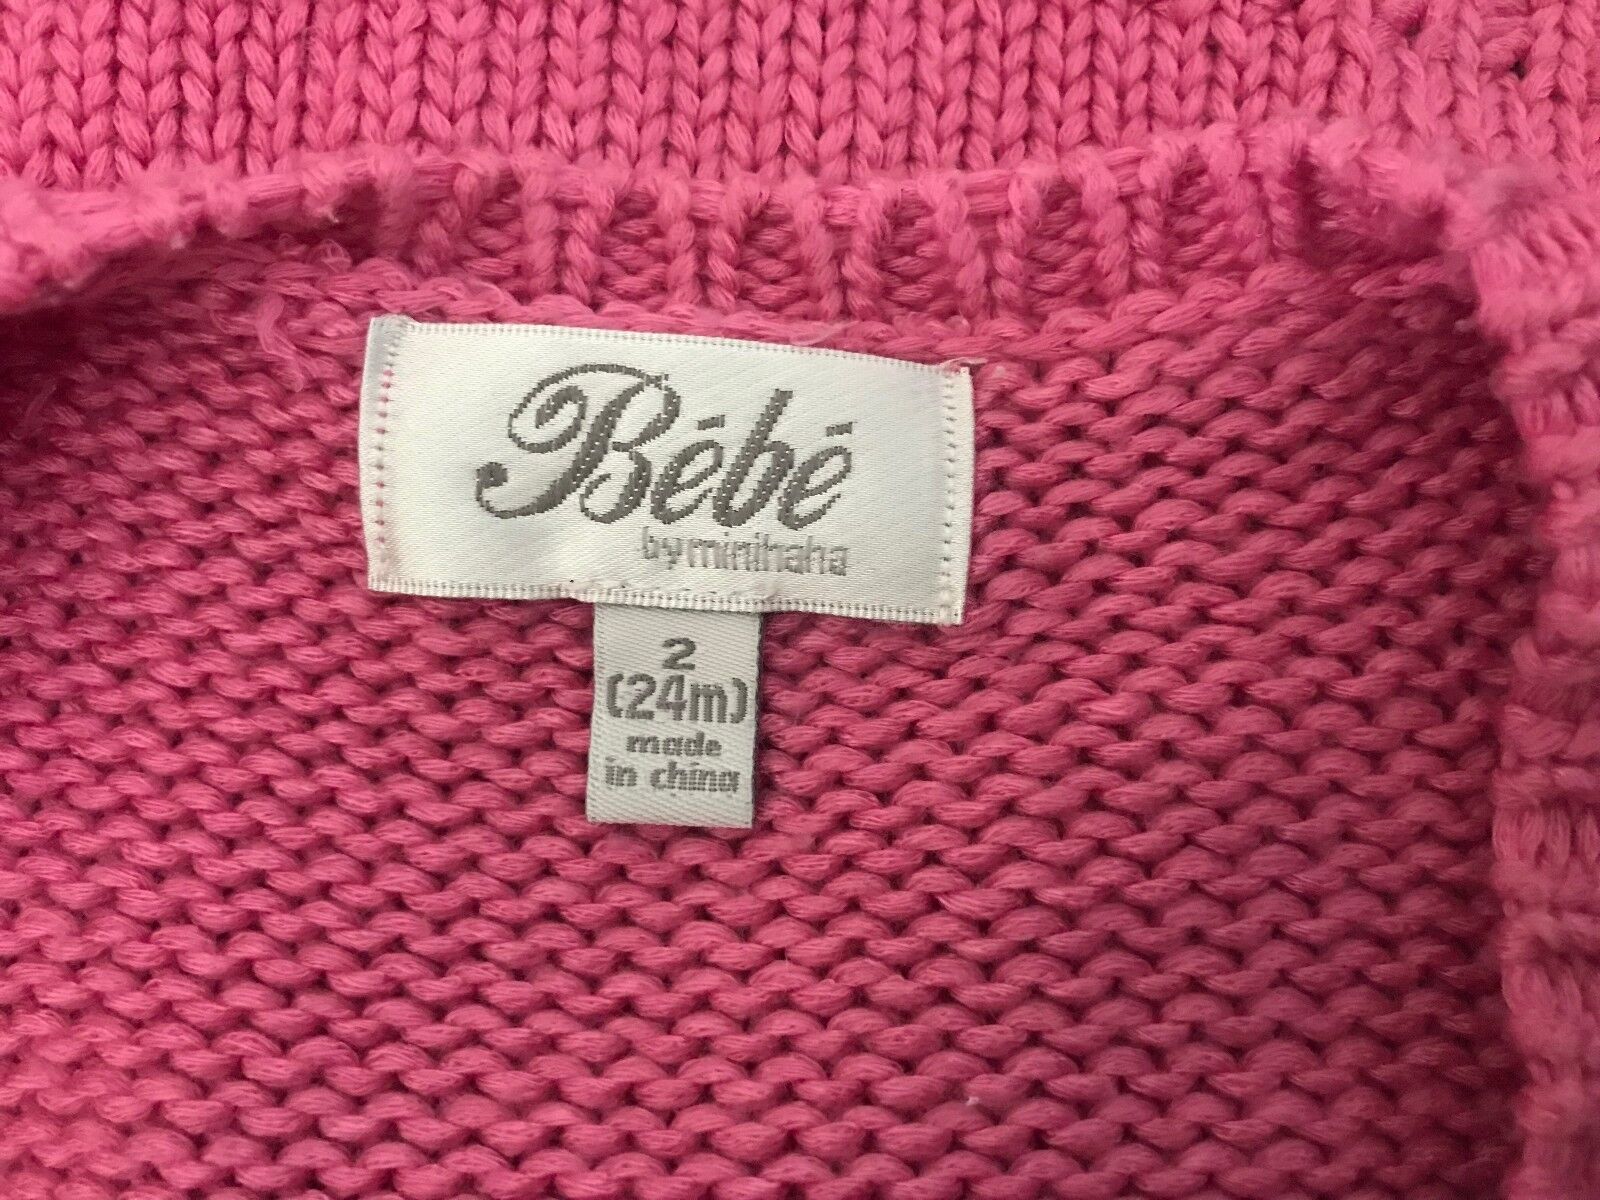 Bébé
by minihaha
2
(24m)
made
in china